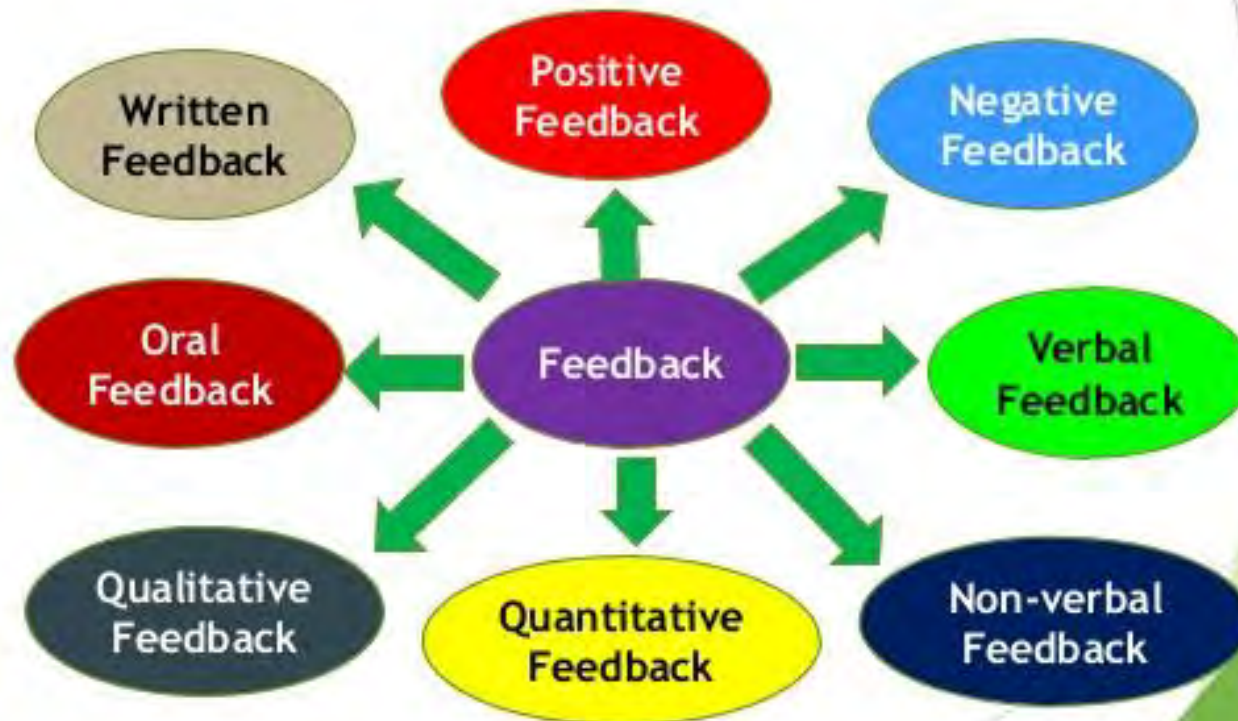 Written
Feedback
Positive
Feedback
Negative
Feedback
Oral
Feedback
Feedback
Verbal
Feedback
Qualitative
Feedback
Quantitative
Feedback
Non-verbal
Feedback